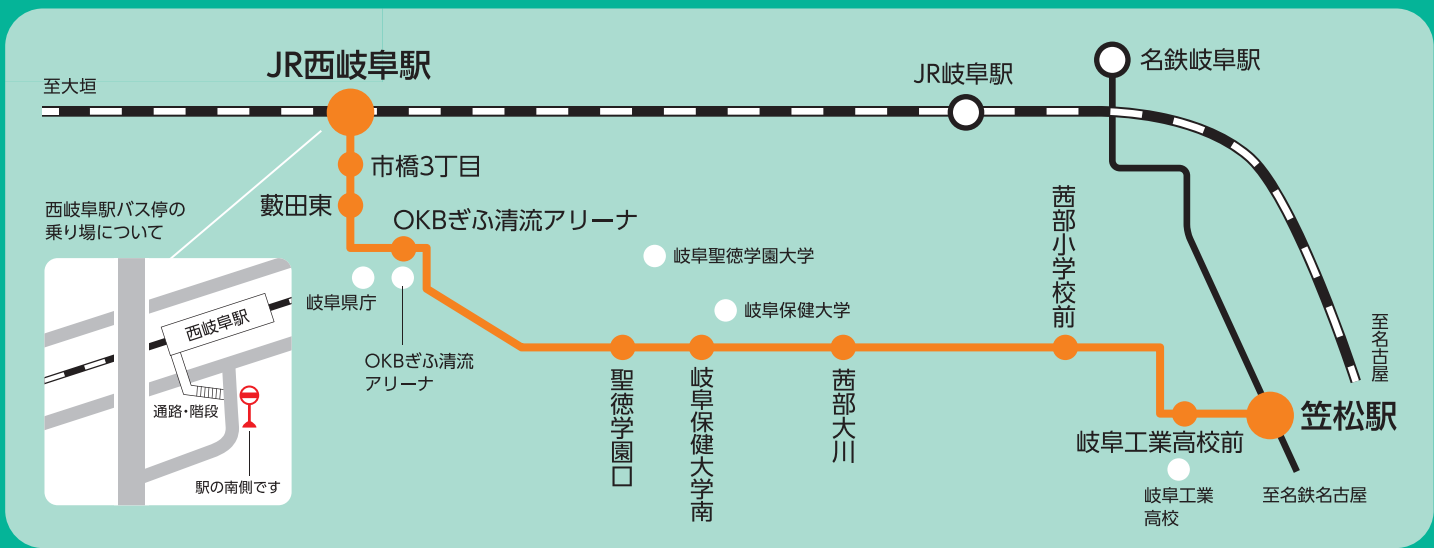 至大垣
JR西岐阜駅
JR岐阜駅
名鉄岐阜駅
市橋3丁目
藪田東
OKBぎふ清流アリーナ
岐阜県庁
OKBぎふ清流
アリーナ
岐阜聖徳学園大学
岐阜保健大学
聖徳学園口
岐阜保健大学南
茜部大川
茜部小学校前
岐阜工業高校前
岐阜工業
高校
笠松駅
至名古屋
至名鉄名古屋
西岐阜駅バス停の
乗り場について
西岐阜駅
通路・階段
駅の南側です